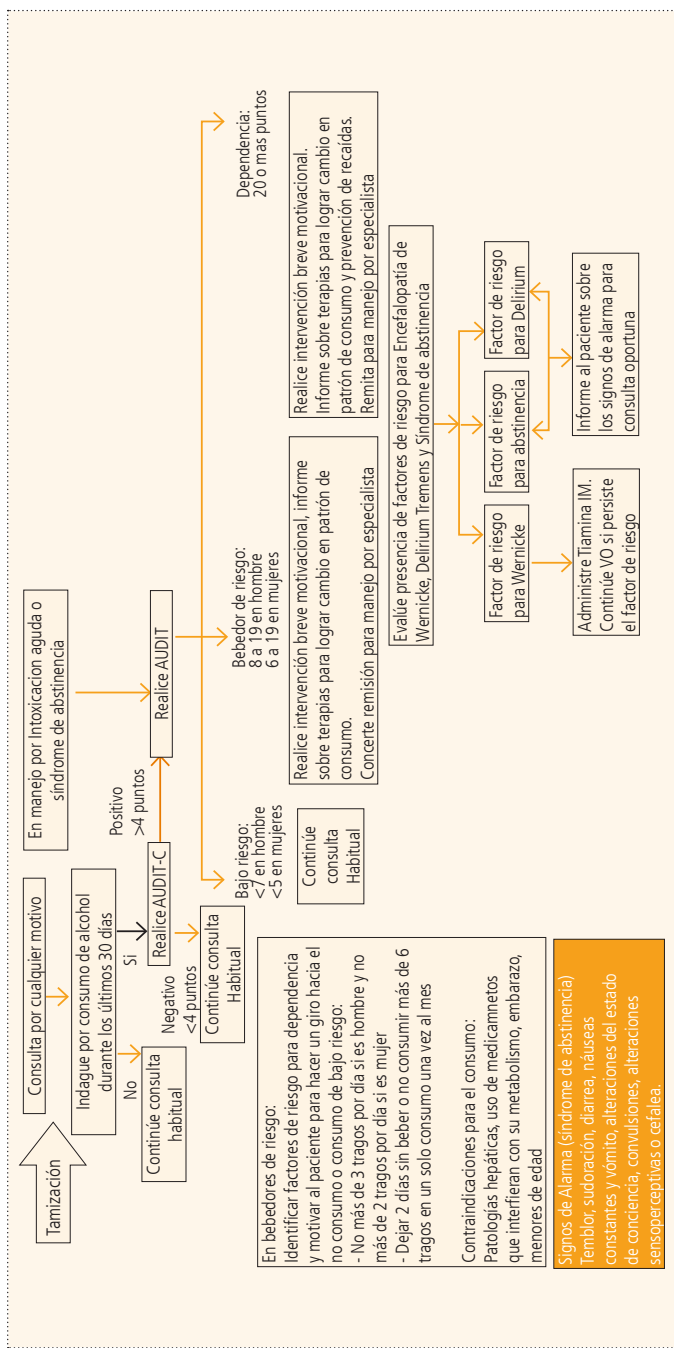 Tamización
Consulta por cualquier motivo
Indague por consumo de alcohol
durante los últimos 30 días
No
Si
Continúe consulta
habitual
Realice AUDIT-C
Negativo
<4 puntos
Continúe consulta
Habitual
Positivo
>4 puntos
En manejo por Intoxicacion aguda o
síndrome de abstinencia
Realice AUDIT
Bajo riesgo:
<7 en hombre
<5 en mujeres
Continúe
consulta
Habitual
Bebedor de riesgo:
8 a 19 en hombre
6 a 19 en mujeres
Realice intervención breve motivacional, informe
sobre terapias para lograr cambio en patrón de
consumo.
Concerte remisión para manejo por especialista
Dependencia:
20 o mas puntos
Realice intervención breve motivacional.
Informe sobre terapias para lograr cambio en
patrón de consumo y prevención de recaídas.
Remita para manejo por especialista
Evalúe presencia de factores de riesgo para Encefalopatía de
Wernicke, Delirium Tremens y Síndrome de abstinencia
Factor de riesgo
para Wernicke
Factor de riesgo
para abstinencia
Factor de riesgo
para Delirium
Administre Tiamina IM.
Continúe VO si persiste
el factor de riesgo
Informe al paciente sobre
los signos de alarma para
consulta oportuna
En bebedores de riesgo:
Identificar factores de riesgo para dependencia
y motivar al paciente para hacer un giro hacia el
no consumo o consumo de bajo riesgo:
- No más de 3 tragos por día si es hombre y no
más de 2 tragos por día si es mujer
- Dejar 2 días sin beber o no consumir más de 6
tragos en un solo consumo una vez al mes
Contraindicaciones para el consumo:
Patologías hepáticas, uso de medicamnetos
que interfieran con su metabolismo, embarazo,
menores de edad
Signos de Alarma (síndrome de abstinencia)
Temblor, sudoración, diarrea, náuseas
constantes y vómito, alteraciones del estado
de conciencia, convulsiones, alteraciones
sensoperceptivas o cefalea.